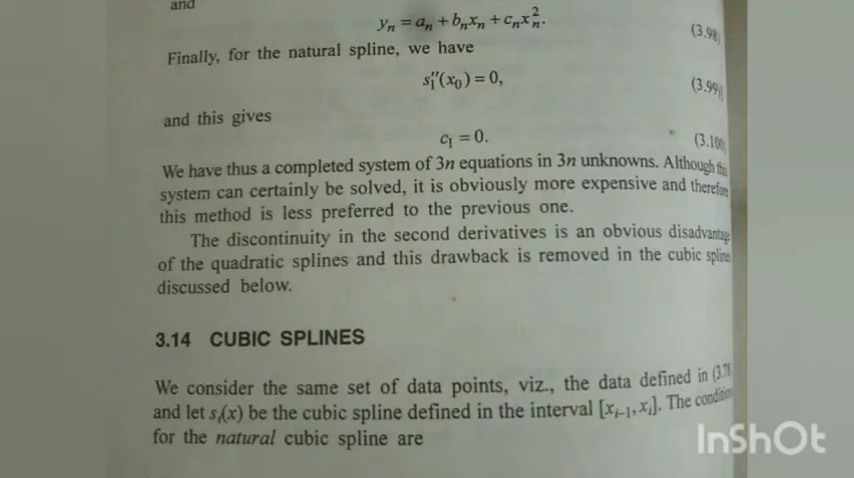 and
yₙ = aₙ + bₙxₙ + cₙxₙ². (3.98)
Finally, for the natural spline, we have
s₁″(x₀) = 0, (3.99)
and this gives
c₁ = 0. (3.100)
We have thus a completed system of 3n equations in 3n unknowns. Although this
system can certainly be solved, it is obviously more expensive and therefore
this method is less preferred to the previous one.
The discontinuity in the second derivatives is an obvious disadvantage
of the quadratic splines and this drawback is removed in the cubic splines
discussed below.
3.14 CUBIC SPLINES
We consider the same set of data points, viz., the data defined in (3.78
and let sᵢ(x) be the cubic spline defined in the interval [xᵢ₋₁, xᵢ]. The conditions
for the natural cubic spline are
InShOt